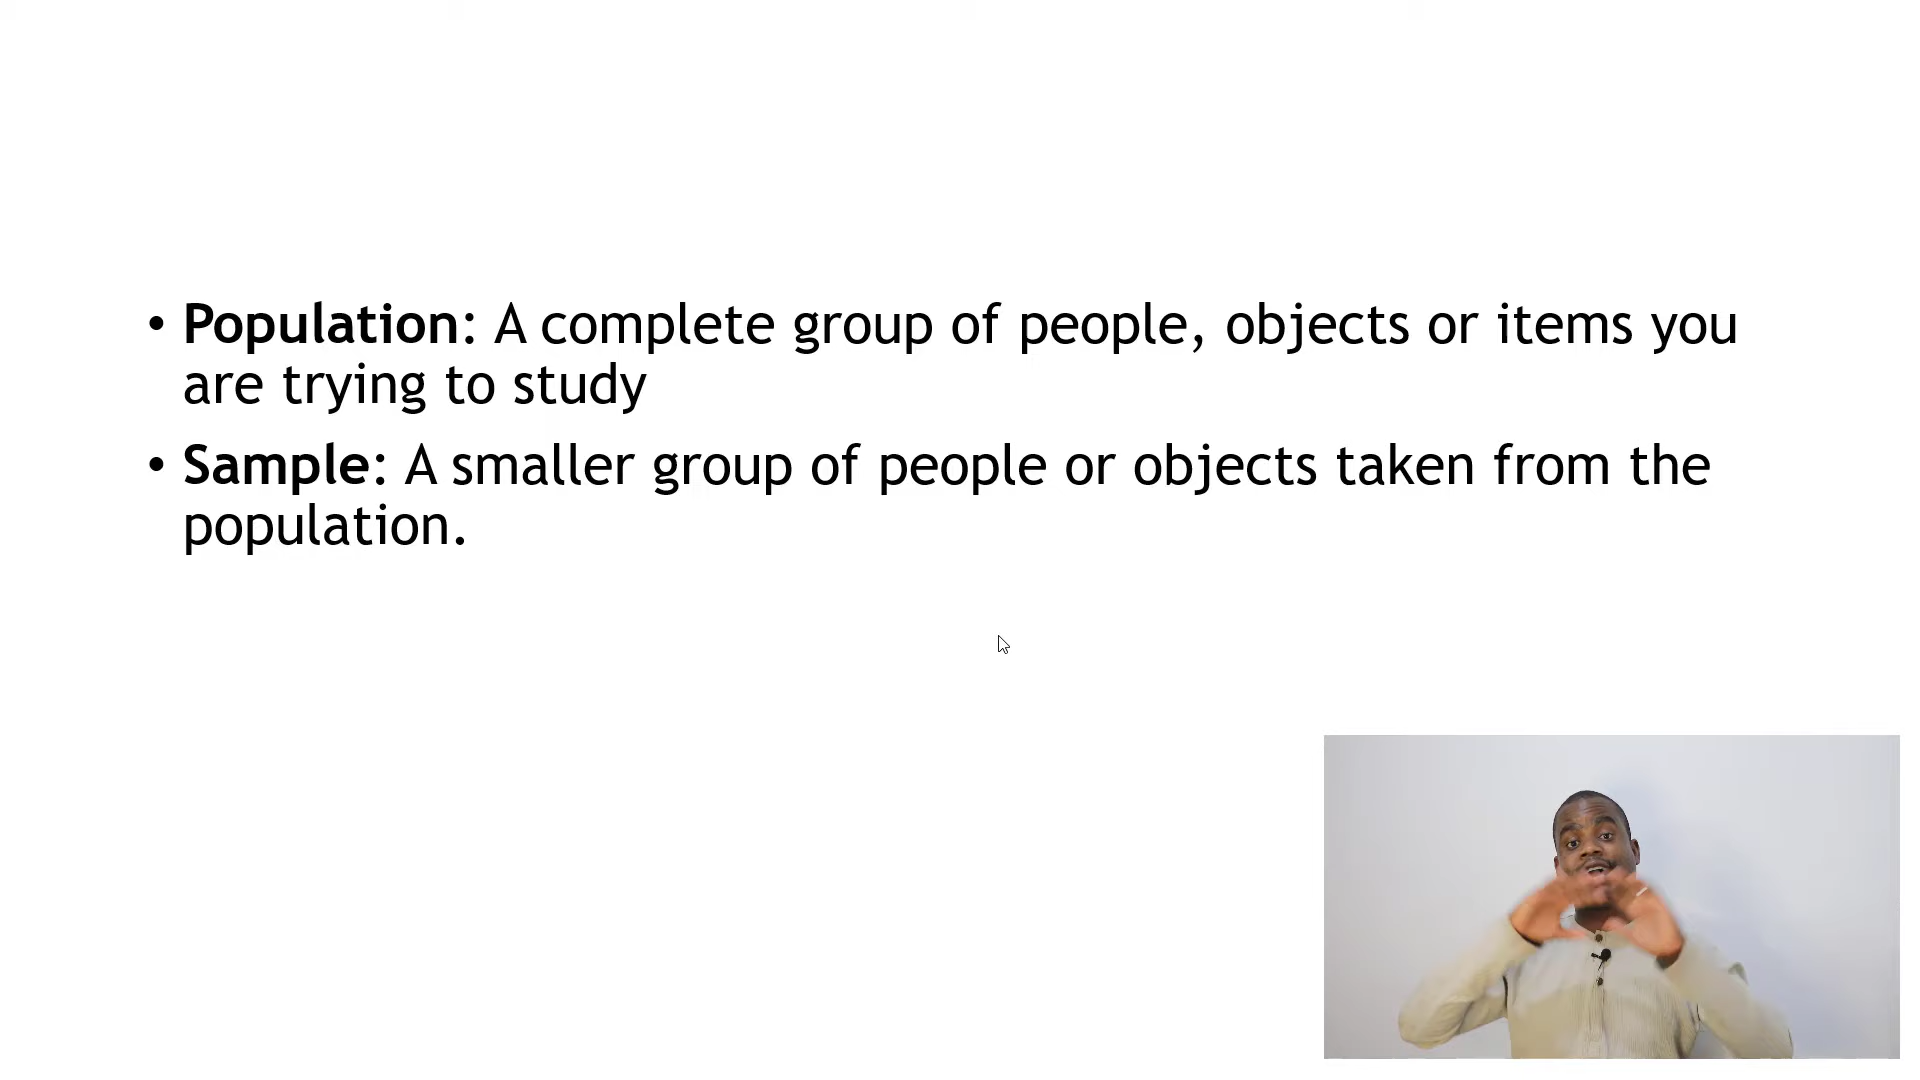 • Population: A complete group of people, objects or items you
are trying to study
• Sample: A smaller group of people or objects taken from the
population.